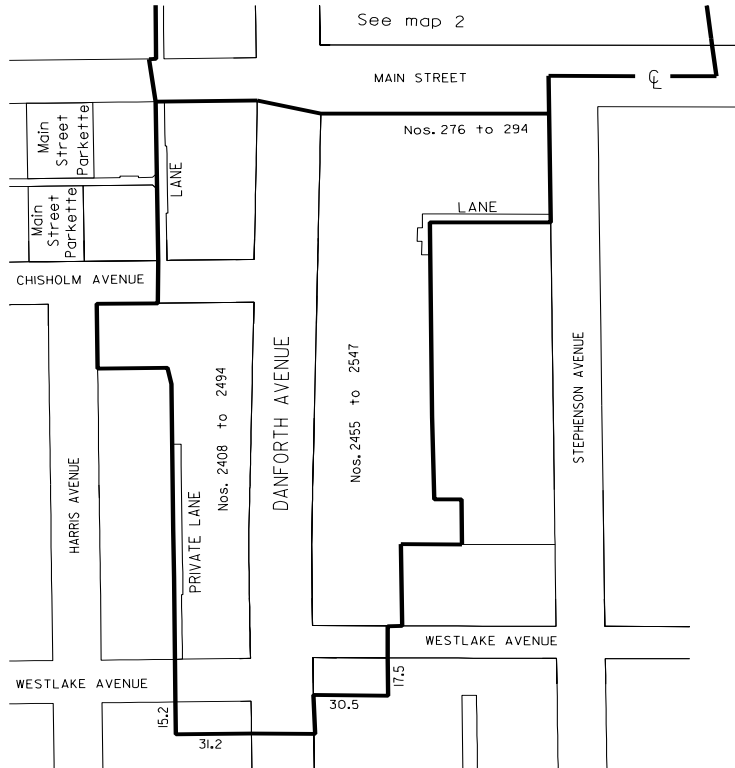 See map 2
MAIN STREET
℄
Nos. 276 to 294
Main
Street
Parkette
LANE
Main
Street
Parkette
LANE
CHISHOLM AVENUE
STEPHENSON AVENUE
DANFORTH AVENUE
Nos. 2455 to 2547
Nos. 2408 to 2494
HARRIS AVENUE
PRIVATE LANE
WESTLAKE AVENUE
WESTLAKE AVENUE
17.5
30.5
15.2
31.2